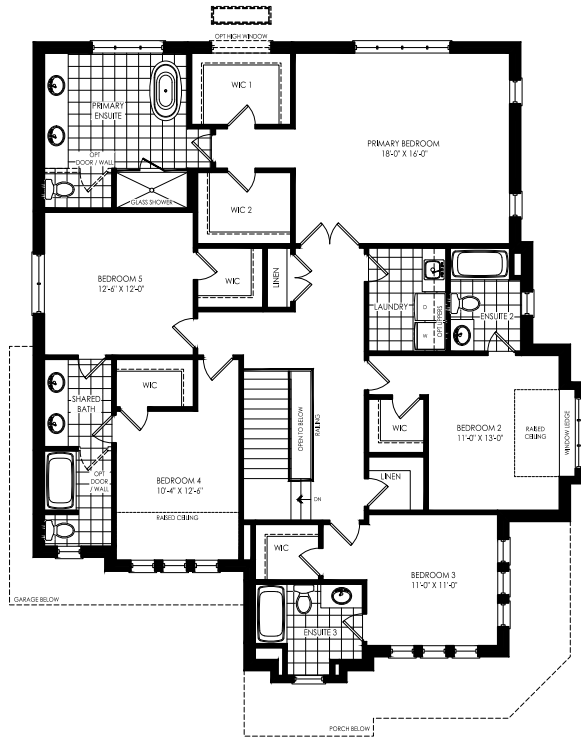 OPT HIGH WINDOW
WIC 1
PRIMARY
ENSUITE
PRIMARY BEDROOM
18'-0" X 16'-0"
OPT
DOOR / WALL
GLASS SHOWER
WIC 2
BEDROOM 5
12'-6" X 12'-0"
WIC
LINEN
LAUNDRY
D
W
OPT UPPERS
ENSUITE 2
SHARED
BATH
WIC
OPEN TO BELOW
RAILING
WIC
BEDROOM 2
11'-0" X 13'-0"
RAISED
CEILING
WINDOW LEDGE
OPT
DOOR
/ WALL
BEDROOM 4
10'-4" X 12'-6"
RAISED CEILING
DN
LINEN
WIC
BEDROOM 3
11'-0" X 11'-0"
GARAGE BELOW
ENSUITE 3
PORCH BELOW